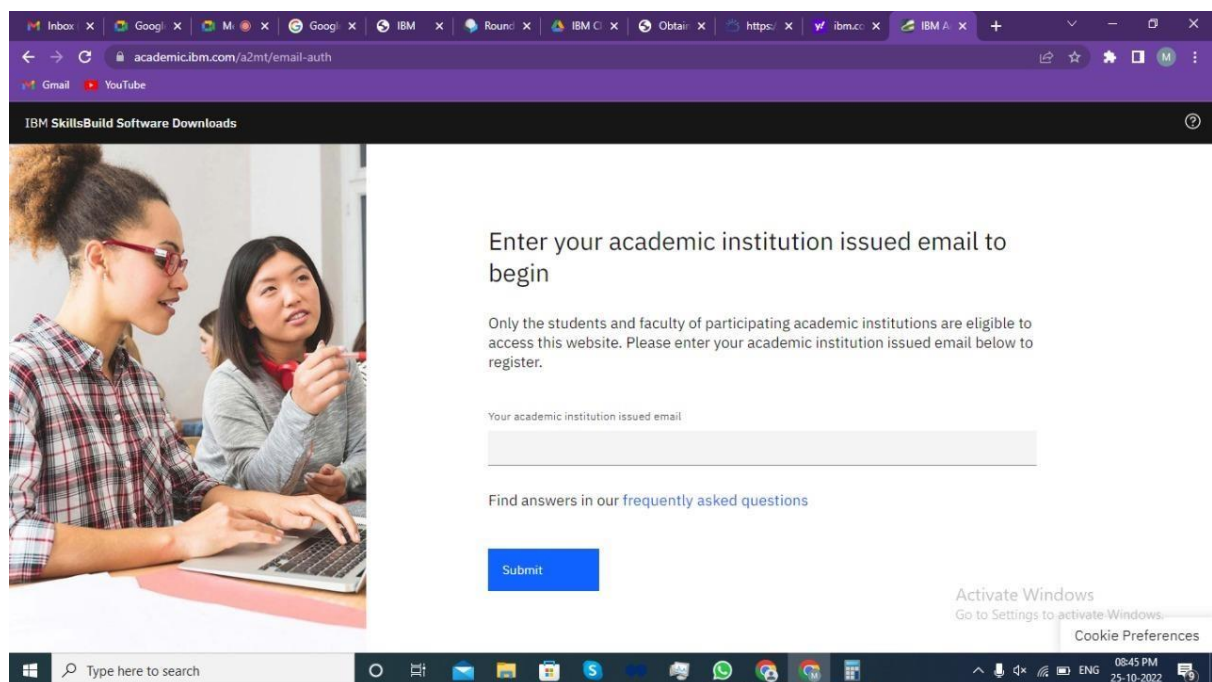 Inbox
Googl
M
Googl
IBM
Round
IBM Cl
Obtain
https:/
ibm.co
IBM A
academic.ibm.com/a2mt/email-auth
M
Gmail YouTube
IBM SkillsBuild Software Downloads
Enter your academic institution issued email to
begin
Only the students and faculty of participating academic institutions are eligible to
access this website. Please enter your academic institution issued email below to
register.
Your academic institution issued email
Find answers in our frequently asked questions
Submit
Activate Windows
Go to Settings to activate Windows.
Cookie Preferences
Type here to search
ENG
08:45 PM
25-10-2022